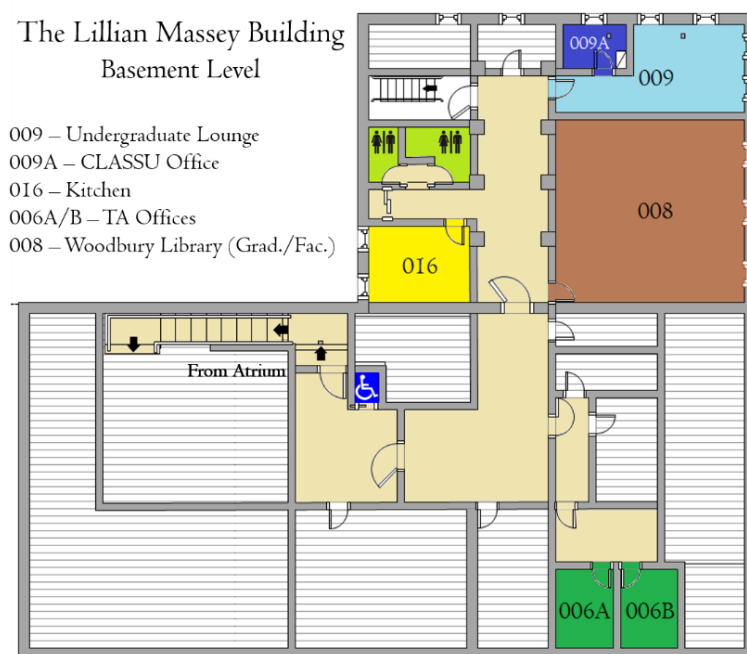 The Lillian Massey Building
Basement Level
009 – Undergraduate Lounge
009A – CLASSU Office
016 – Kitchen
006A/B – TA Offices
008 – Woodbury Library (Grad./Fac.)
009A
009
008
016
From Atrium
006A
006B